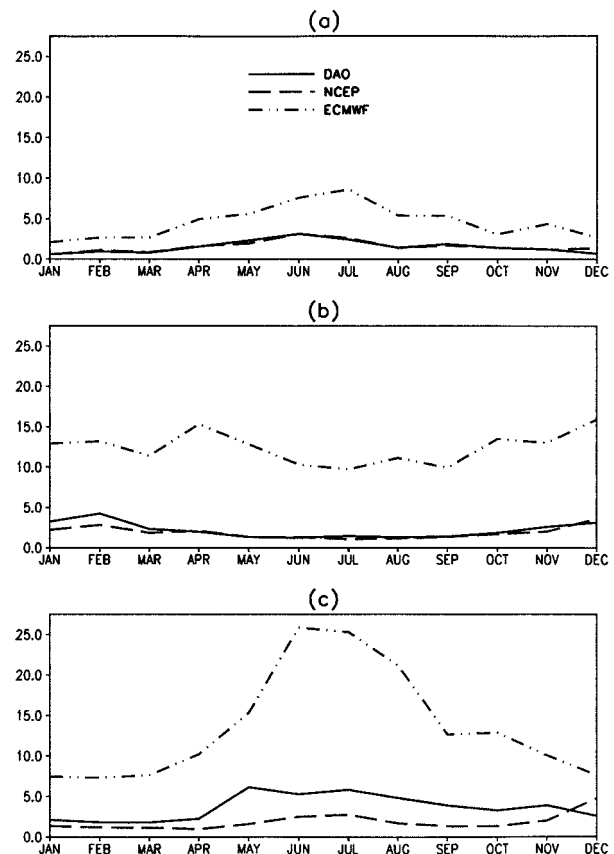 (a)
25.0
20.0
15.0
10.0
5.0
0.0
DAO
NCEP
ECMWF
JAN FEB MAR APR MAY JUN JUL AUG SEP OCT NOV DEC
(b)
25.0
20.0
15.0
10.0
5.0
0.0
JAN FEB MAR APR MAY JUN JUL AUG SEP OCT NOV DEC
(c)
25.0
20.0
15.0
10.0
5.0
0.0
JAN FEB MAR APR MAY JUN JUL AUG SEP OCT NOV DEC